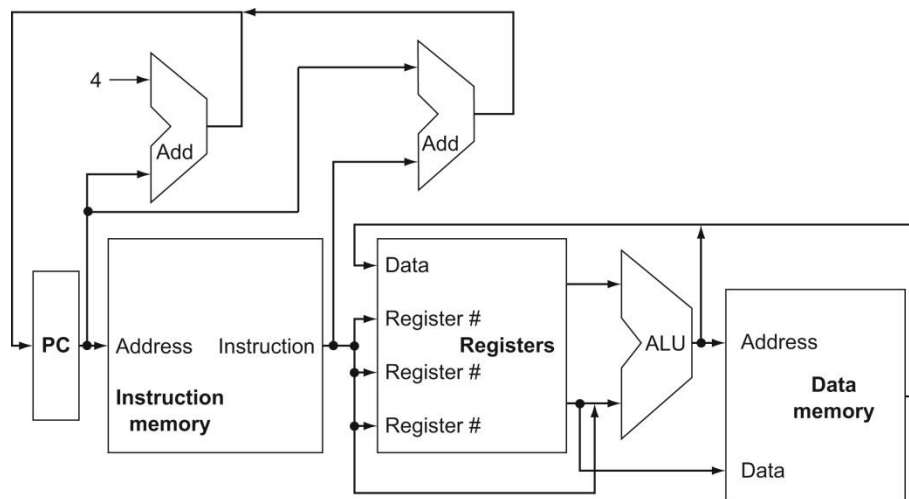 4
Add
Add
Data
Register #
PC
Address
Instruction
Registers
ALU
Address
Instruction
memory
Register #
Data
memory
Register #
Data